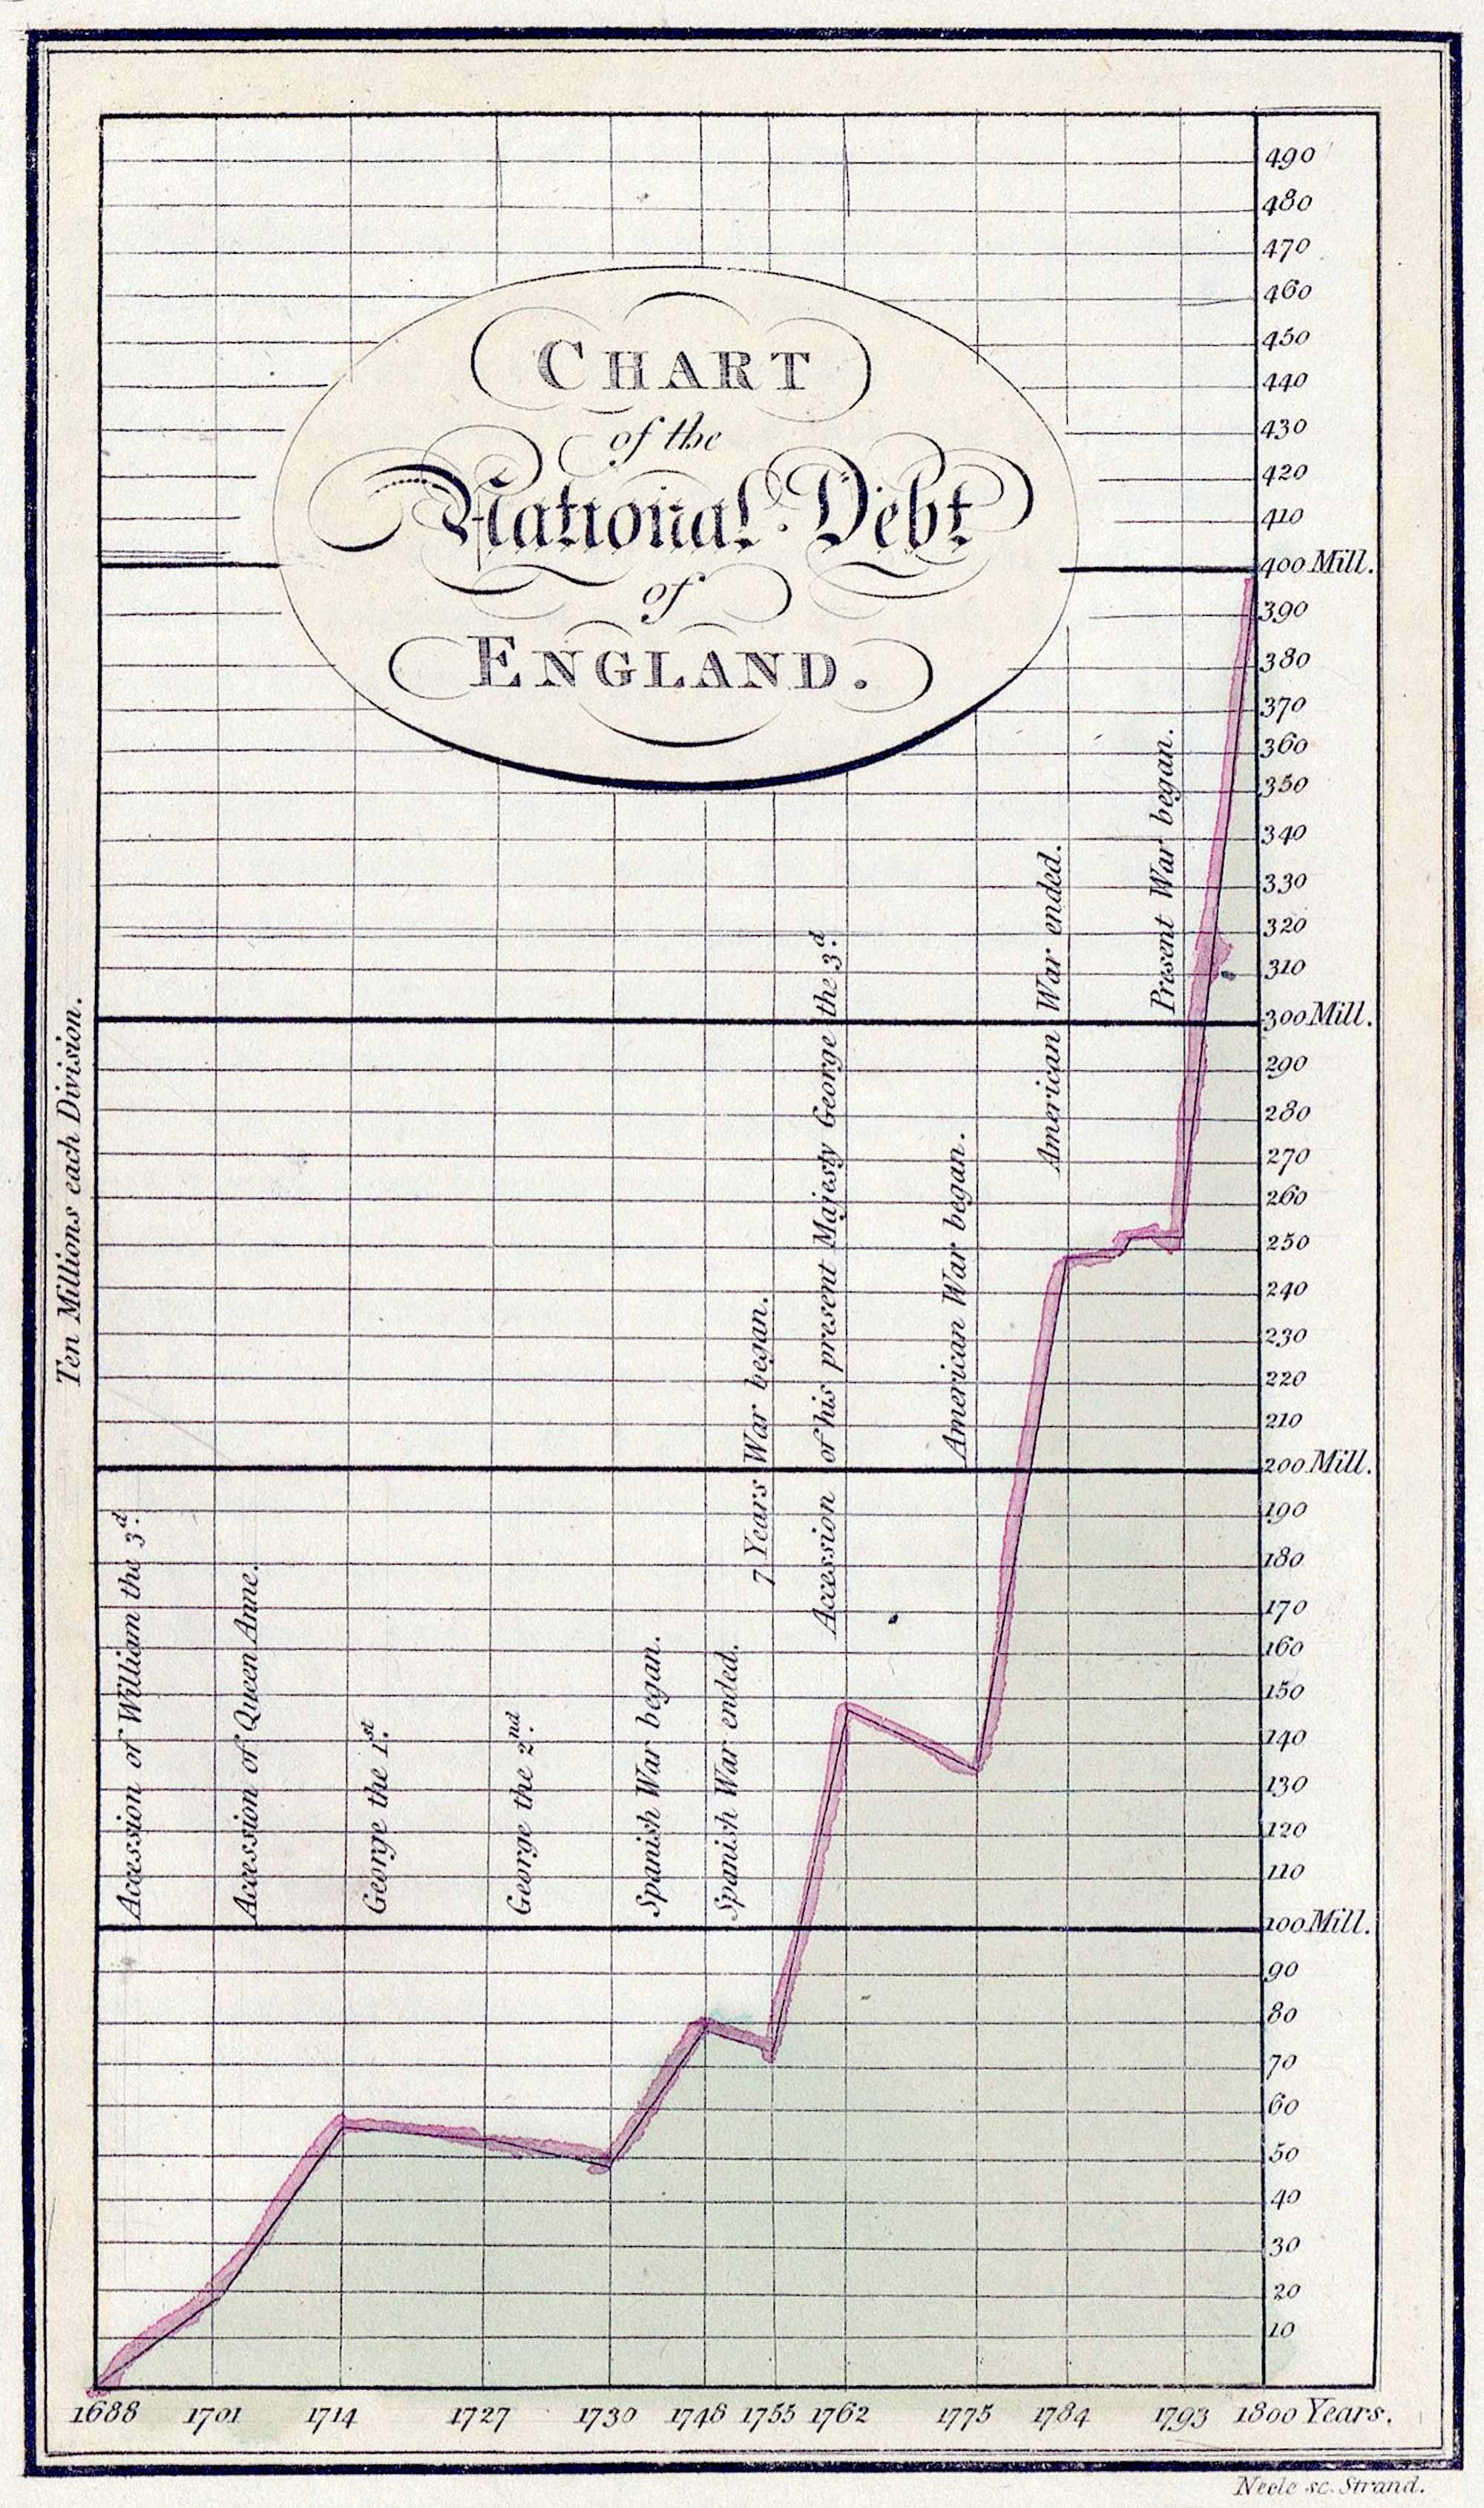 CHART
of the
National Debt
of
ENGLAND.
490
480
470
460
450
440
430
420
410
400 Mill.
390
380
370
360
350
340
330
320
310
300 Mill.
290
280
270
260
250
240
230
220
210
200 Mill.
190
180
170
160
150
140
130
120
110
100 Mill.
90
80
70
60
50
40
30
20
10
Ten Millions each Division.
Accession of William the 3d.
Accession of Queen Anne.
George the 1st.
George the 2nd.
Spanish War began.
Spanish War ended.
7 Years War began.
Accession of his present Majesty George the 3d.
American War began.
American War ended.
Present War began.
1688 1701 1714 1727 1730 1748 1755 1762 1775 1784 1793 1800 Years.
Neele sc. Strand.